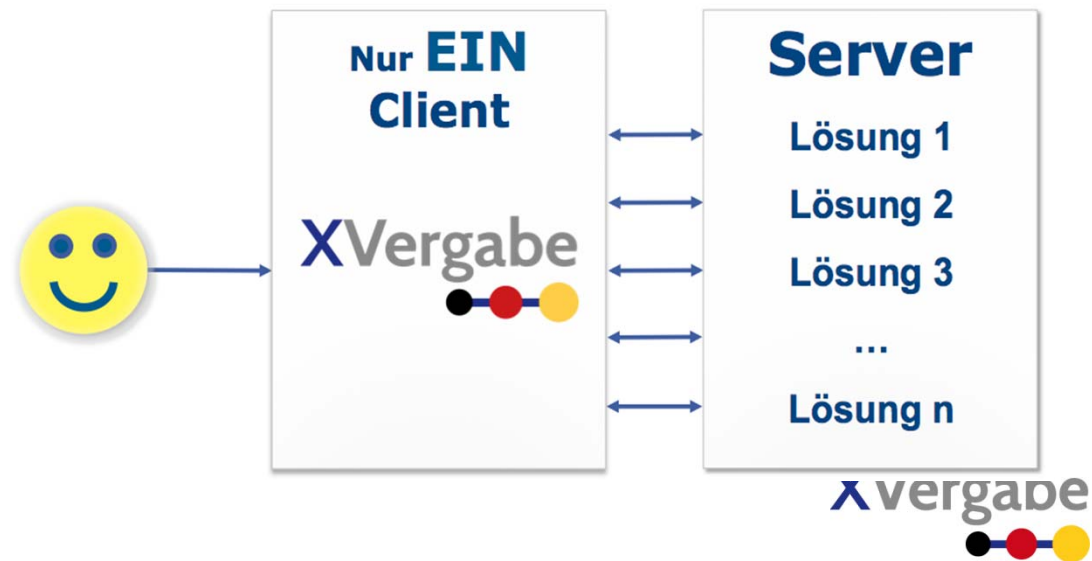 Nur EIN
Client
XVergabe
Server
Lösung 1
Lösung 2
Lösung 3
...
Lösung n
XVergabe